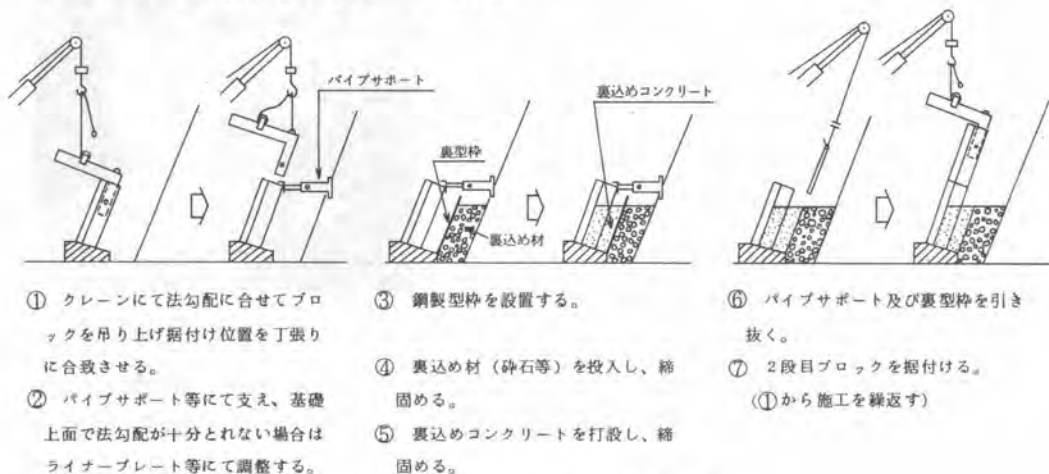 パイプサポート
裏込めコンクリート
裏型枠
裏込め材
① クレーンにて法勾配に合せてブロ
ックを吊り上げ据付け位置を丁張り
に合致させる。
② パイプサポート等にて支え、基礎
上面で法勾配が十分とれない場合は
ライナープレート等にて調整する。
③ 鋼製型枠を設置する。
④ 裏込め材（砕石等）を投入し、締
固める。
⑤ 裏込めコンクリートを打設し、締
固める。
⑥ パイプサポート及び裏型枠を引き
抜く。
⑦ 2段目ブロックを据付ける。
（①から施工を繰返す）